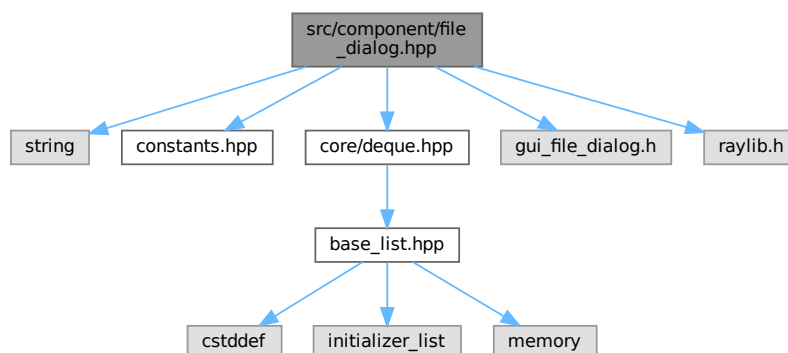 src/component/file
_dialog.hpp
string
constants.hpp
core/deque.hpp
gui_file_dialog.h
raylib.h
base_list.hpp
cstddef
initializer_list
memory